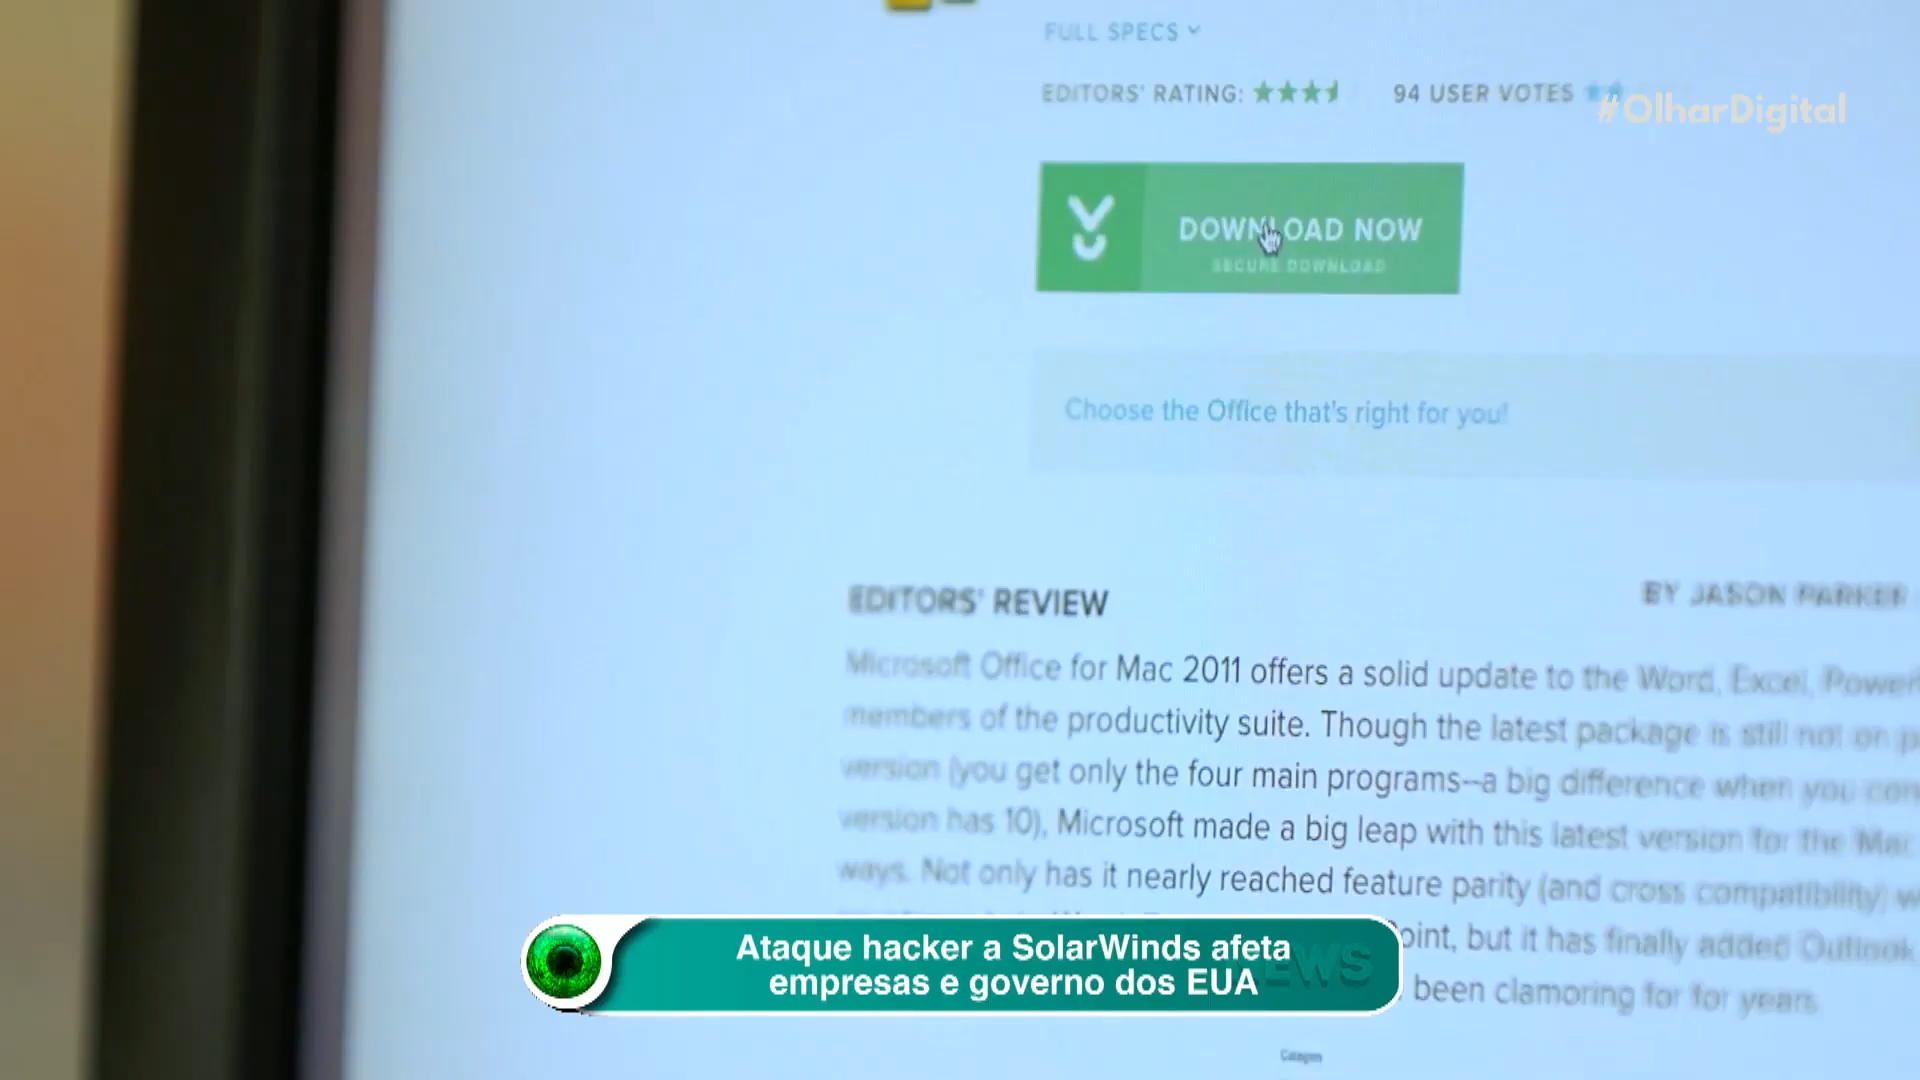 FULL SPECS
EDITORS' RATING:
94 USER VOTES
#OlharDigital
DOWNLOAD NOW
SECURE DOWNLOAD
Choose the Office that's right for you!
EDITORS' REVIEW
BY JASON PARKER
Microsoft Office for Mac 2011 offers a solid update to the Word, Excel, Power
members of the productivity suite. Though the latest package is still not on p
version (you get only the four main programs--a big difference when you con
version has 10), Microsoft made a big leap with this latest version for the Mac
ways. Not only has it nearly reached feature parity (and cross compatibility) w
oint, but it has finally added Outlook,
been clamoring for for years.
Ataque hacker a SolarWinds afeta
empresas e governo dos EUA
NEWS